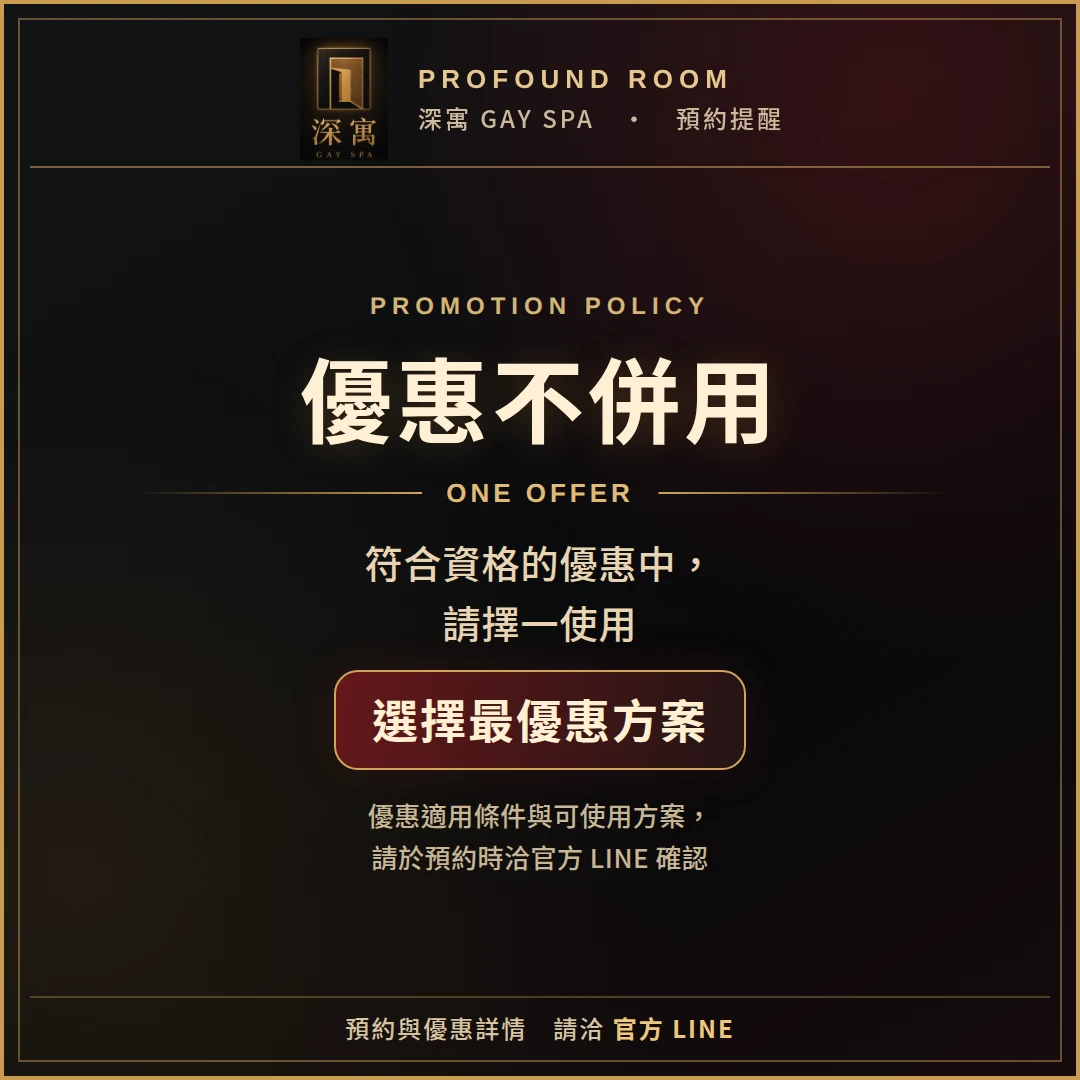 深寓
GAY SPA
PROFOUND ROOM
深寓 GAY SPA • 預約提醒
PROMOTION POLICY
優惠不併用
ONE OFFER
符合資格的優惠中，
請擇一使用
選擇最優惠方案
優惠適用條件與可使用方案，
請於預約時洽官方 LINE 確認
預約與優惠詳情 請洽 官方 LINE